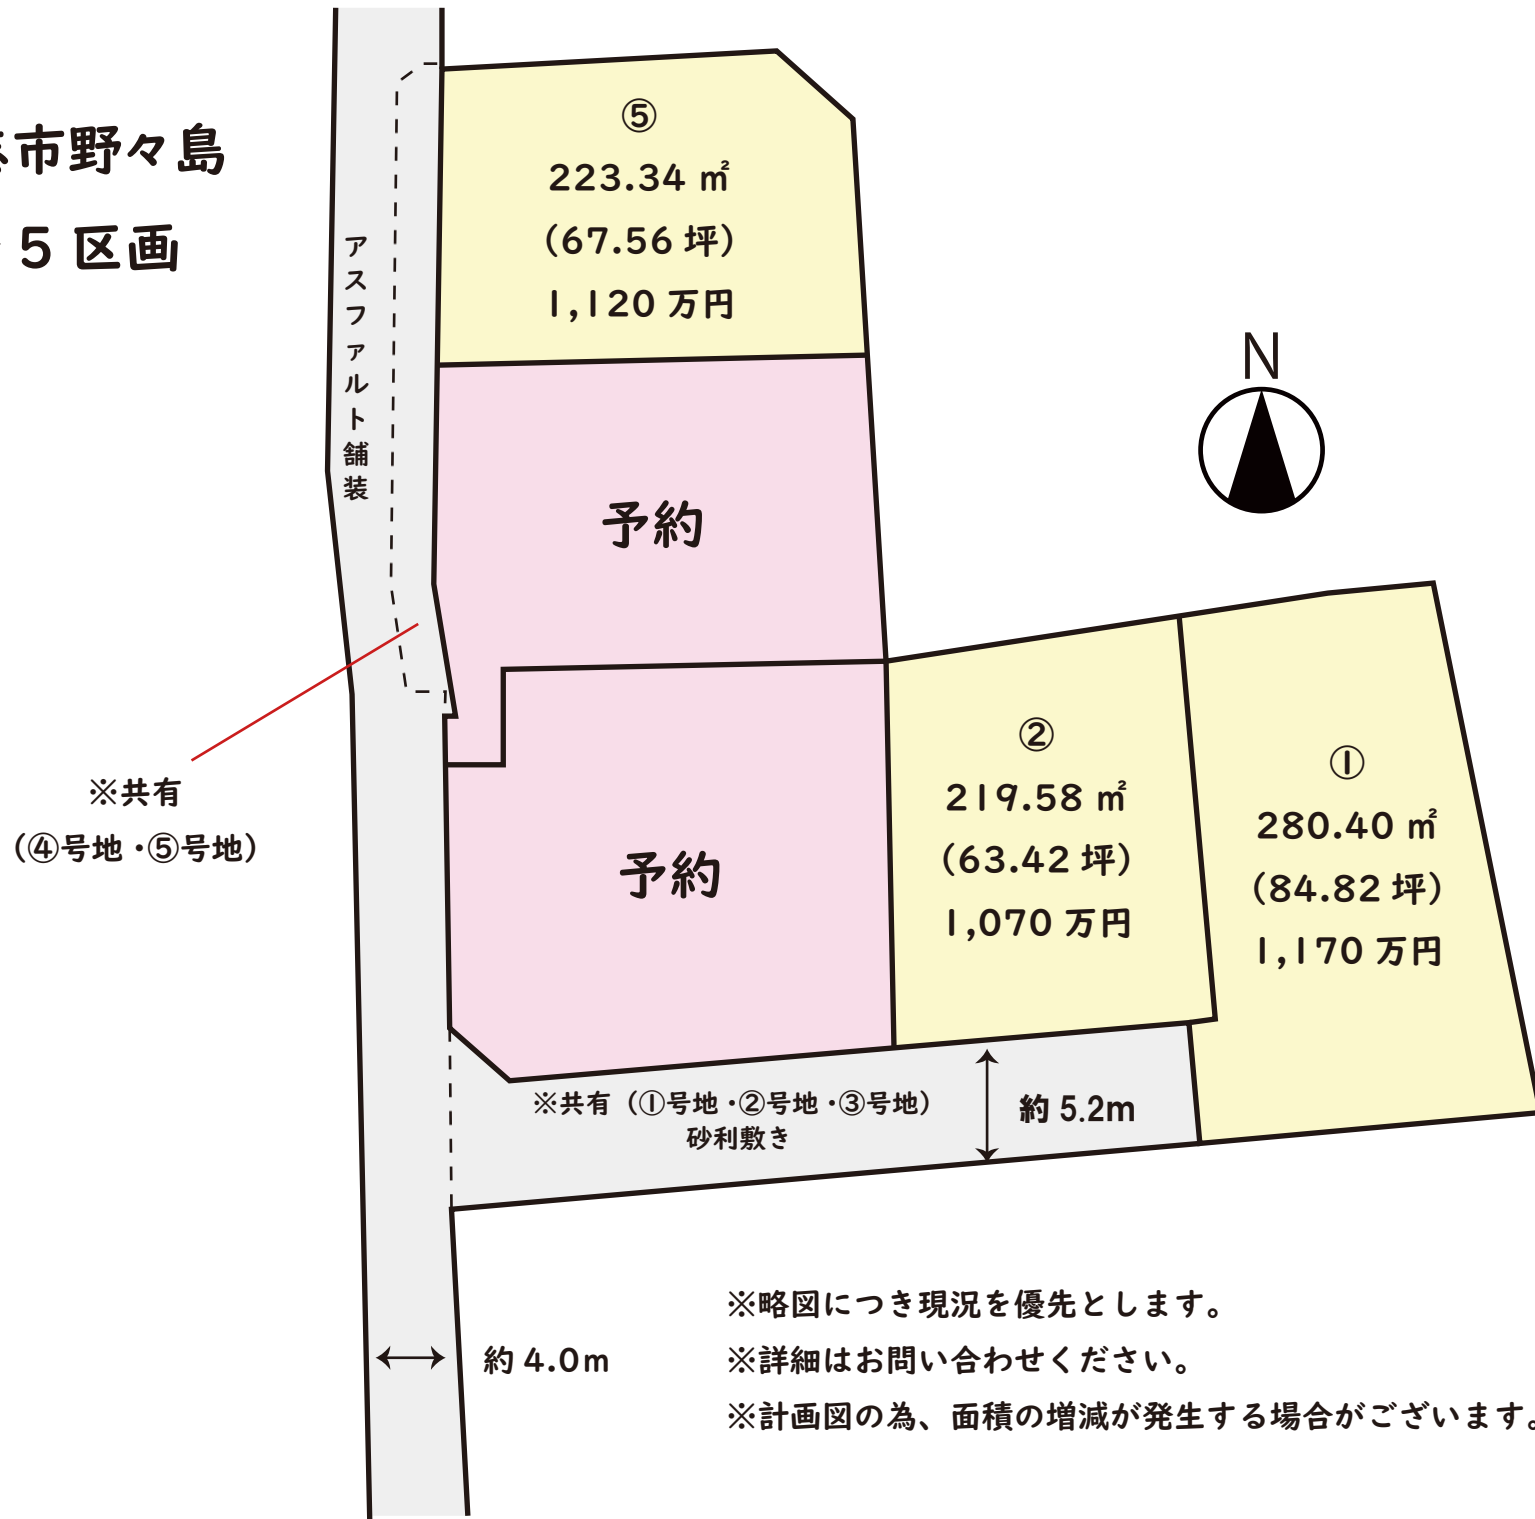 市野々島
5 区画
⑤
223.34 ㎡
(67.56 坪)
1,120 万円
アスファルト舗装
N
予約
予約
②
219.58 ㎡
(63.42 坪)
1,070 万円
①
280.40 ㎡
(84.82 坪)
1,170 万円
※共有
(④号地・⑤号地)
※共有(①号地・②号地・③号地)
砂利敷き
約 5.2m
約 4.0m
※略図につき現況を優先とします。
※詳細はお問い合わせください。
※計画図の為、面積の増減が発生する場合がございます。